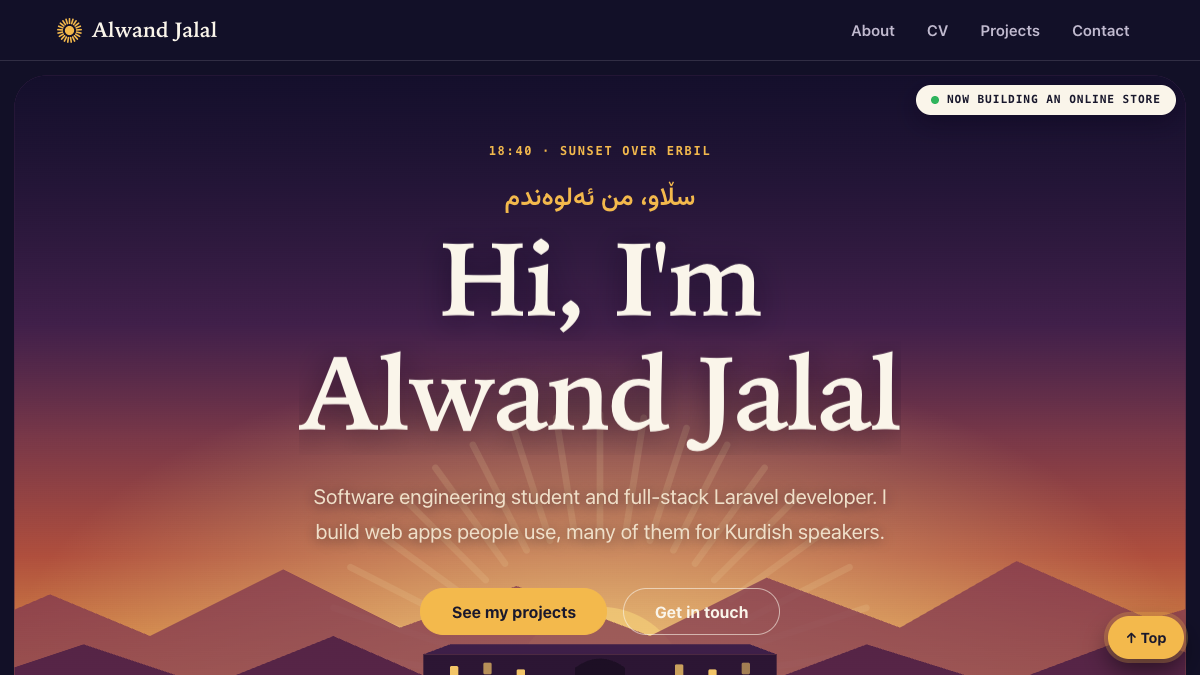 Alwand Jalal
About
CV
Projects
Contact
NOW BUILDING AN ONLINE STORE
18:40 · SUNSET OVER ERBIL
سڵاو، من ئەلوەندم
Hi, I'm
Alwand Jalal
Software engineering student and full-stack Laravel developer. I
build web apps people use, many of them for Kurdish speakers.
See my projects
Get in touch
↑ Top